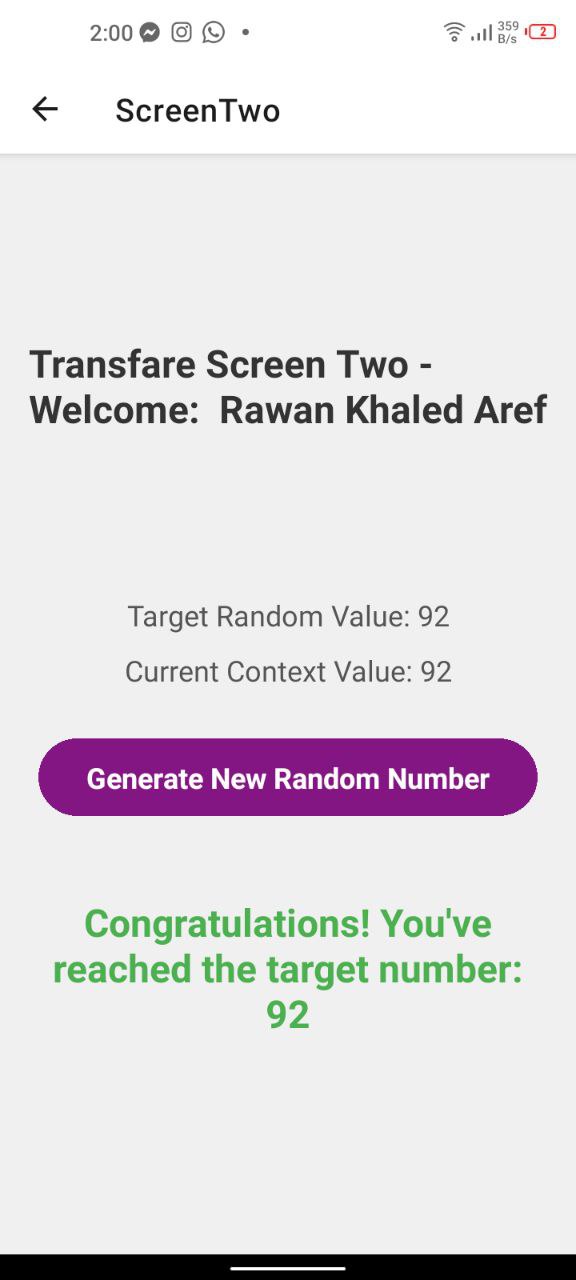 2:00
359
B/s
2
ScreenTwo
Transfare Screen Two -
Welcome:  Rawan Khaled Aref
Target Random Value: 92
Current Context Value: 92
Generate New Random Number
Congratulations! You've
reached the target number:
92